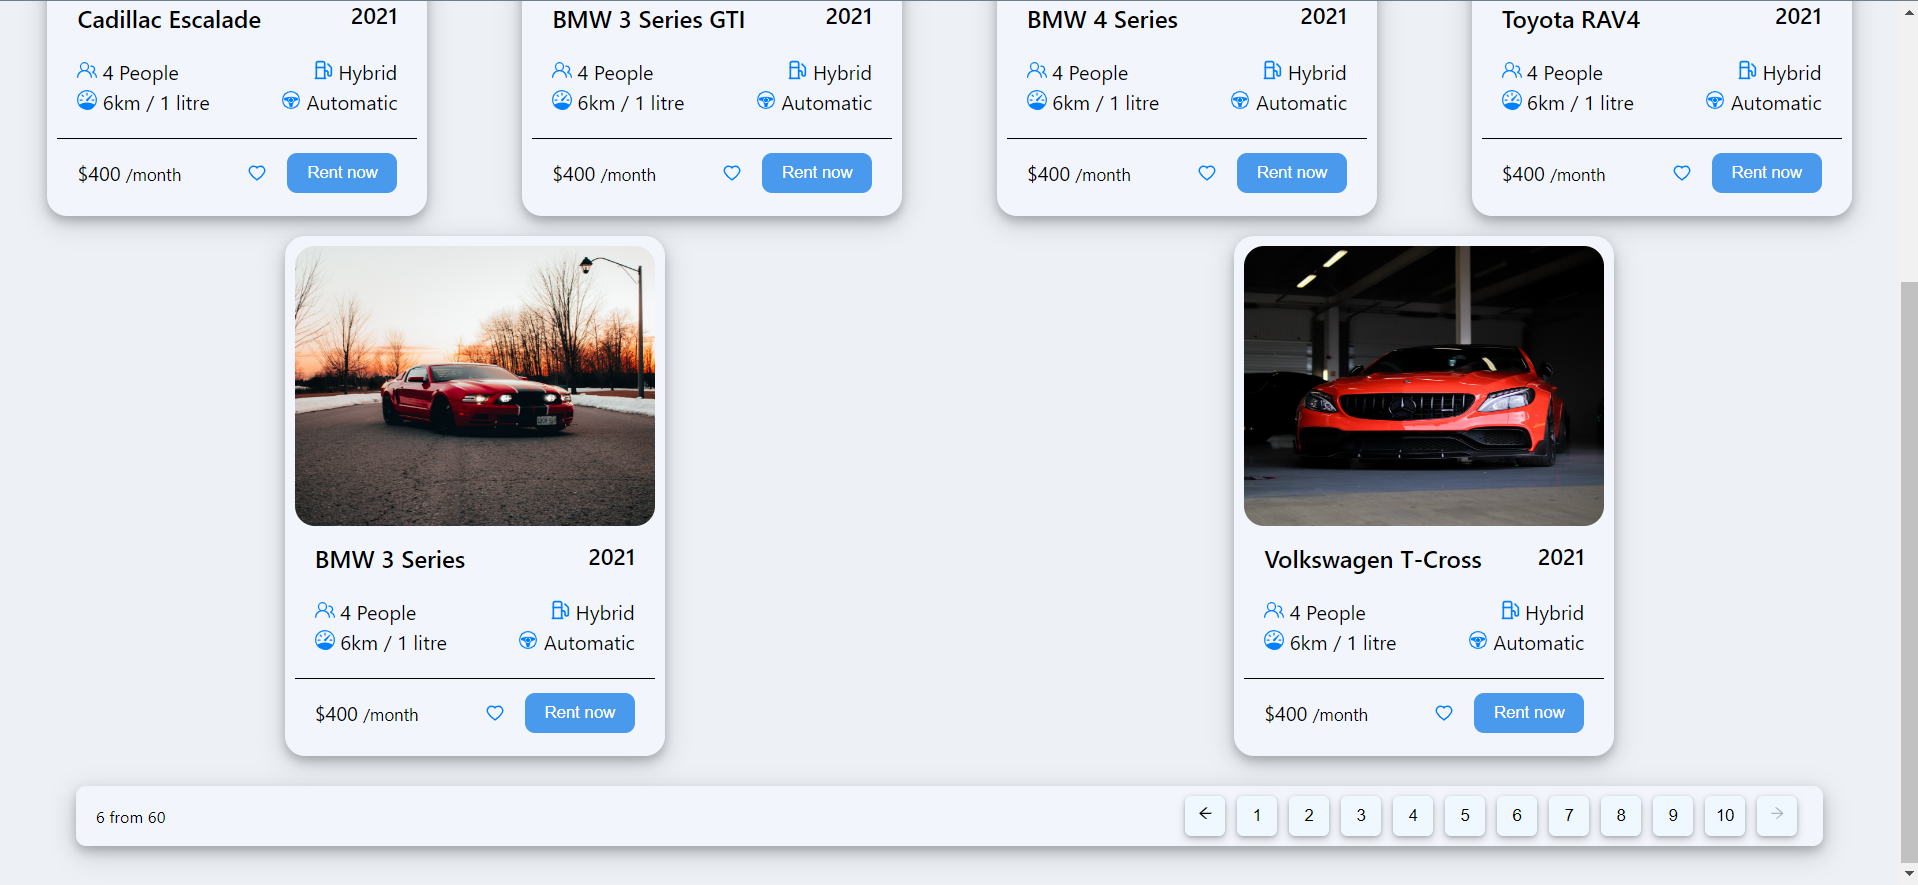 Cadillac Escalade 2021
4 People Hybrid
6km / 1 litre Automatic
$400 /month Rent now
BMW 3 Series GTI 2021
4 People Hybrid
6km / 1 litre Automatic
$400 /month Rent now
BMW 4 Series 2021
4 People Hybrid
6km / 1 litre Automatic
$400 /month Rent now
Toyota RAV4 2021
4 People Hybrid
6km / 1 litre Automatic
$400 /month Rent now
BMW 3 Series 2021
4 People Hybrid
6km / 1 litre Automatic
$400 /month Rent now
Volkswagen T-Cross 2021
4 People Hybrid
6km / 1 litre Automatic
$400 /month Rent now
6 from 60 ← 1 2 3 4 5 6 7 8 9 10 →